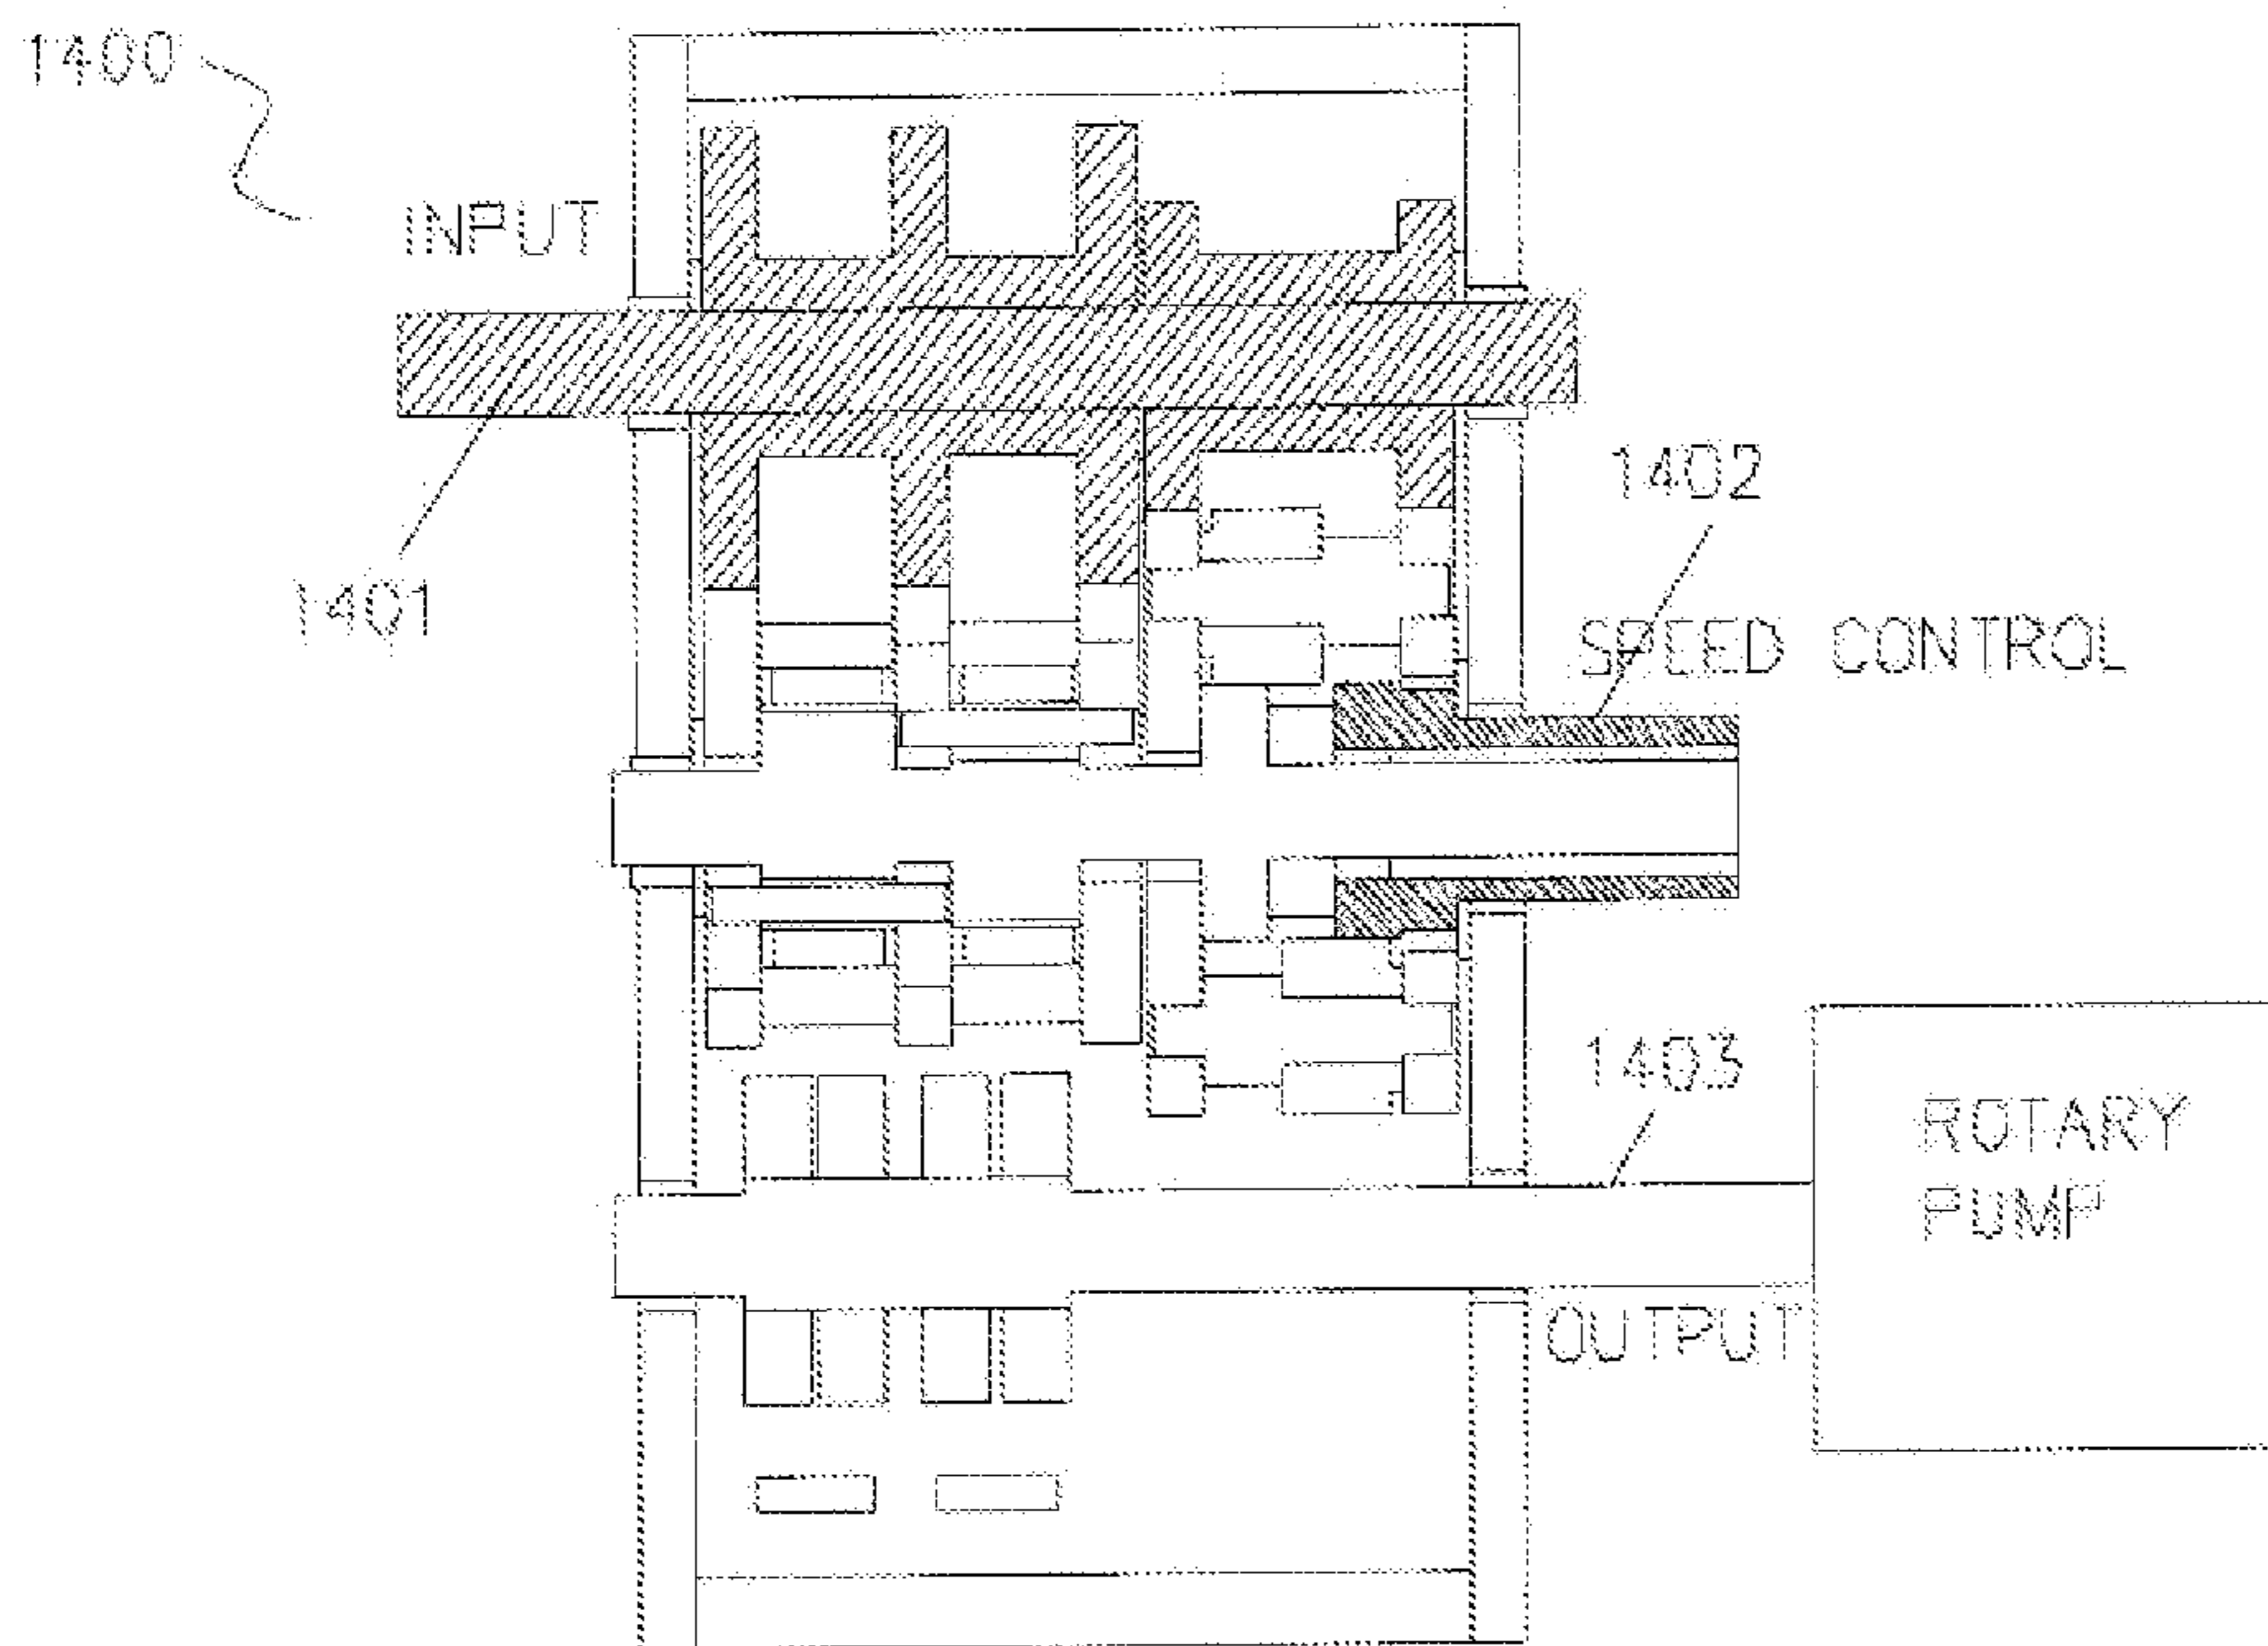 1400
INPUT
1402
1401
SPEED CONTROL
1403
ROTARY
PUMP
OUTPUT